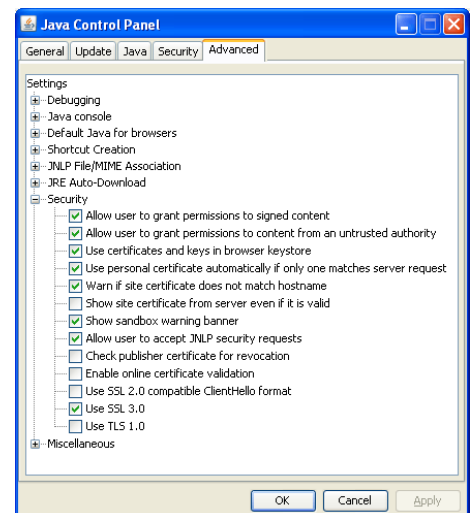 Java Control Panel
General Update Java Security Advanced
Settings
Debugging
Java console
Default Java for browsers
Shortcut Creation
JNLP File/MIME Association
JRE Auto-Download
Security
Allow user to grant permissions to signed content
Allow user to grant permissions to content from an untrusted authority
Use certificates and keys in browser keystore
Use personal certificate automatically if only one matches server request
Warn if site certificate does not match hostname
Show site certificate from server even if it is valid
Show sandbox warning banner
Allow user to accept JNLP security requests
Check publisher certificate for revocation
Enable online certificate validation
Use SSL 2.0 compatible ClientHello format
Use SSL 3.0
Use TLS 1.0
Miscellaneous
OK Cancel Apply